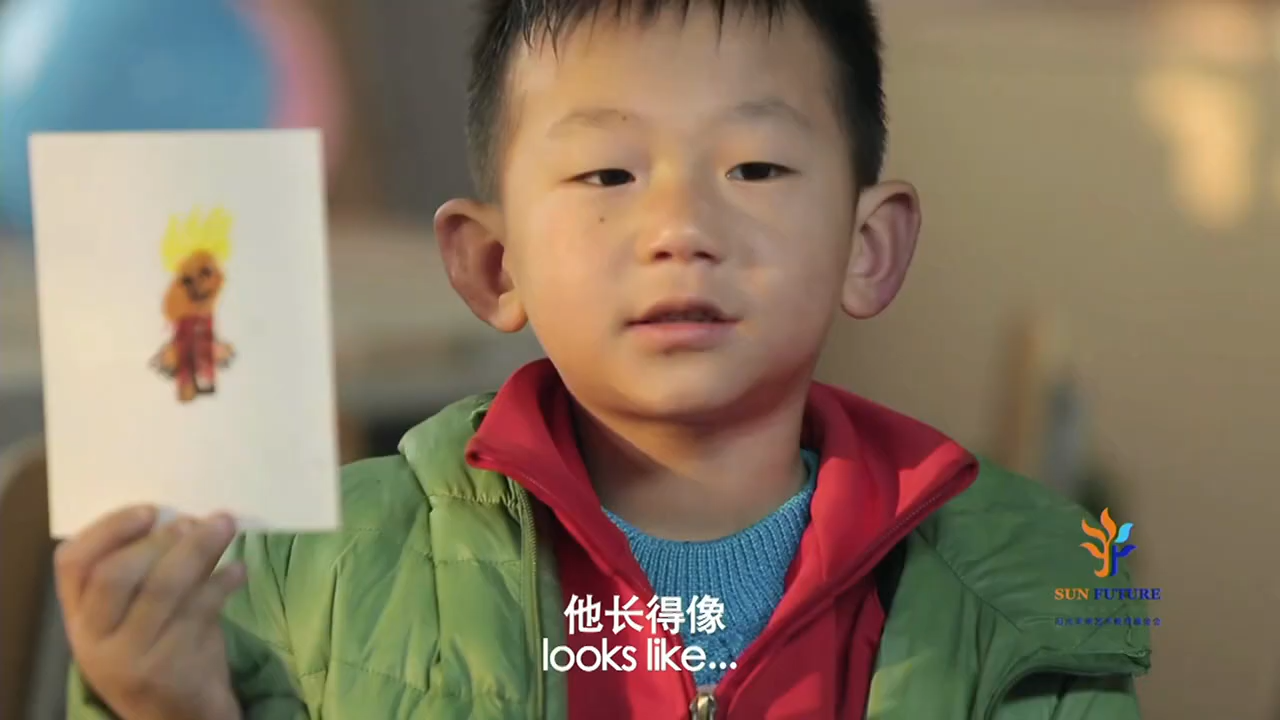 他长得像
looks like...
SUN FUTURE